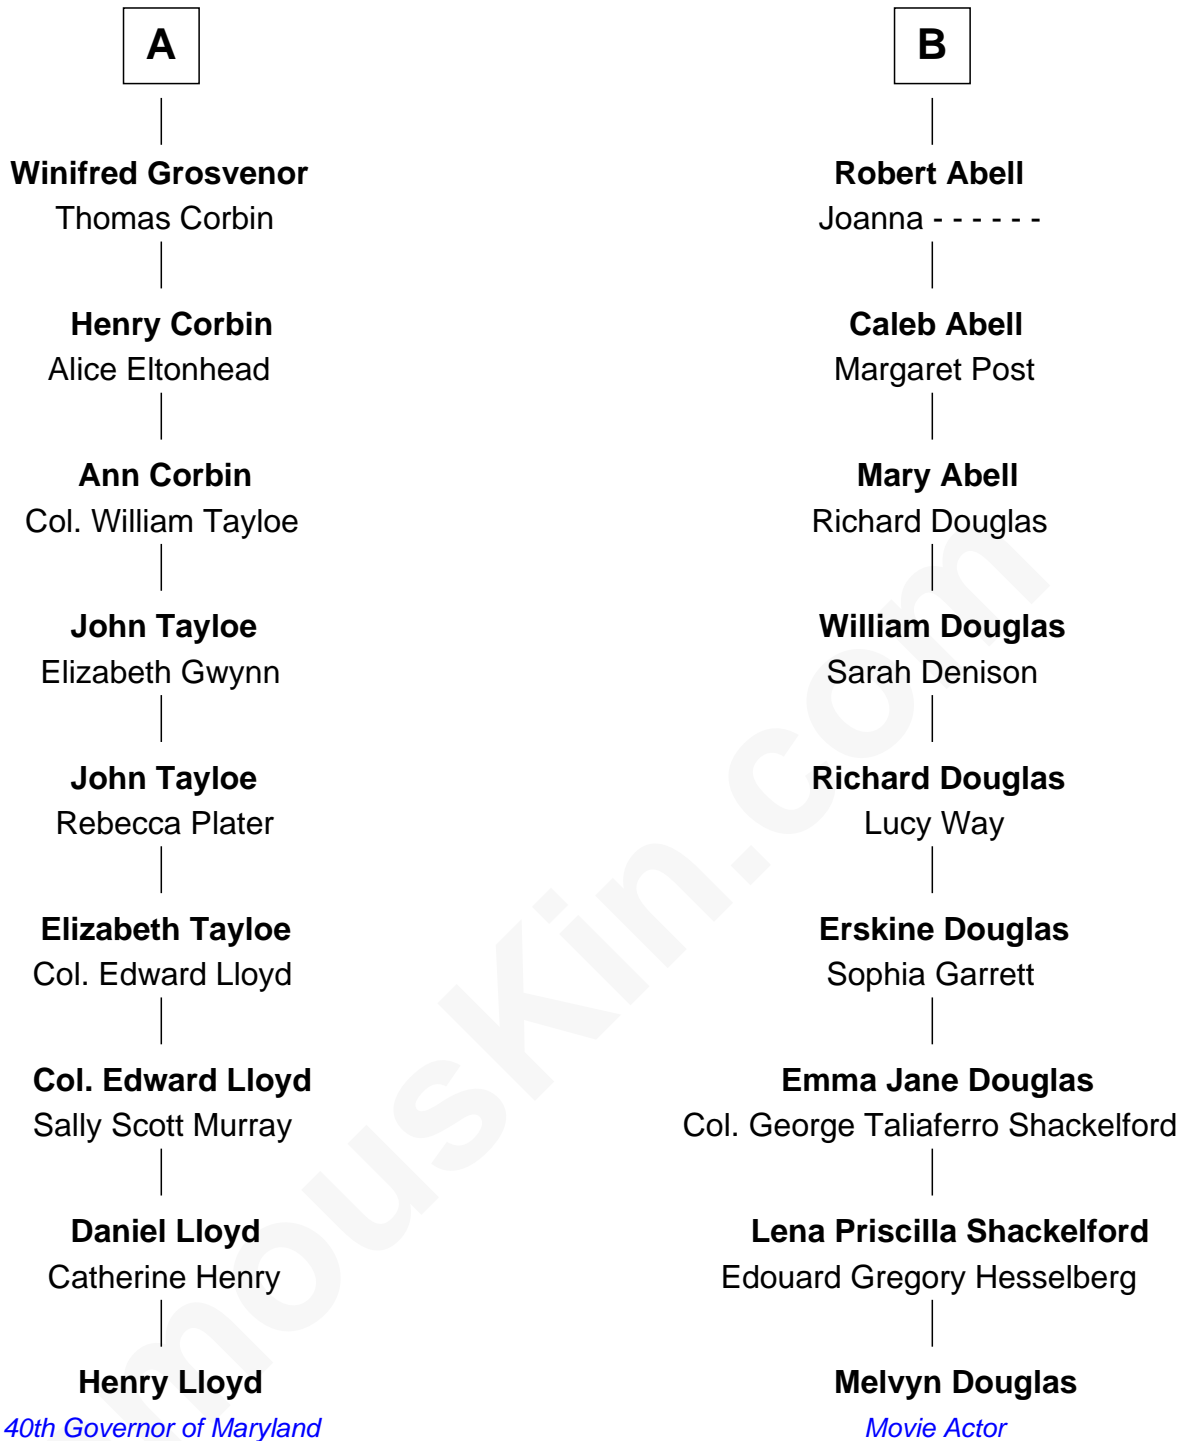 A
Winifred Grosvenor
Thomas Corbin
Henry Corbin
Alice Eltonhead
Ann Corbin
Col. William Tayloe
John Tayloe
Elizabeth Gwynn
John Tayloe
Rebecca Plater
Elizabeth Tayloe
Col. Edward Lloyd
Col. Edward Lloyd
Sally Scott Murray
Daniel Lloyd
Catherine Henry
Henry Lloyd
40th Governor of Maryland
B
Robert Abell
Joanna - - - - - -
Caleb Abell
Margaret Post
Mary Abell
Richard Douglas
William Douglas
Sarah Denison
Richard Douglas
Lucy Way
Erskine Douglas
Sophia Garrett
Emma Jane Douglas
Col. George Taliaferro Shackelford
Lena Priscilla Shackelford
Edouard Gregory Hesselberg
Melvyn Douglas
Movie Actor
mouskin.com